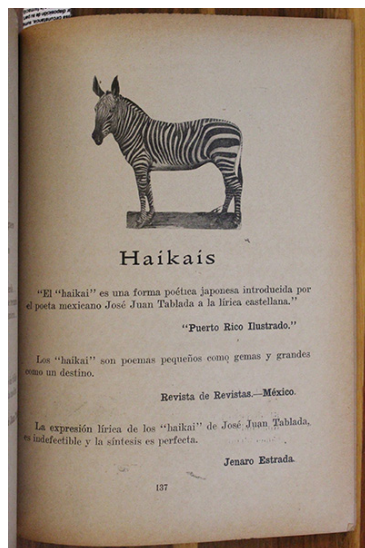 Haikais
"El "haikai" es una forma poética japonesa introducida por
el poeta mexicano José Juan Tablada a la lírica castellana."
"Puerto Rico Ilustrado."
Los "haikai" son poemas pequeños como gemas y grandes
como un destino.
Revista de Revistas.—México.
La expresión lírica de los "haikai" de José Juan Tablada,
es indefectible y la síntesis es perfecta.
Jenaro Estrada.
137